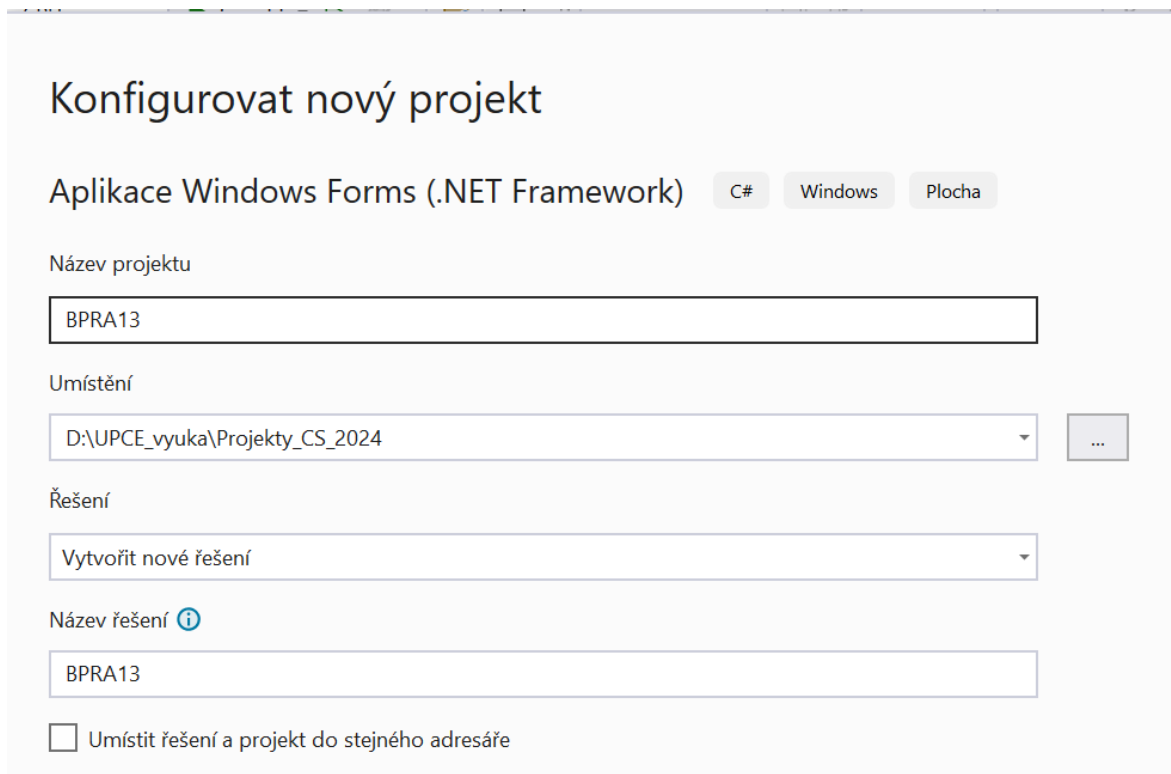 Konfigurovat nový projekt
Aplikace Windows Forms (.NET Framework) C# Windows Plocha
Název projektu
BPRA13
Umístění
D:\UPCE_vyuka\Projekty_CS_2024 ...
Řešení
Vytvořit nové řešení
Název řešení
BPRA13
Umístit řešení a projekt do stejného adresáře